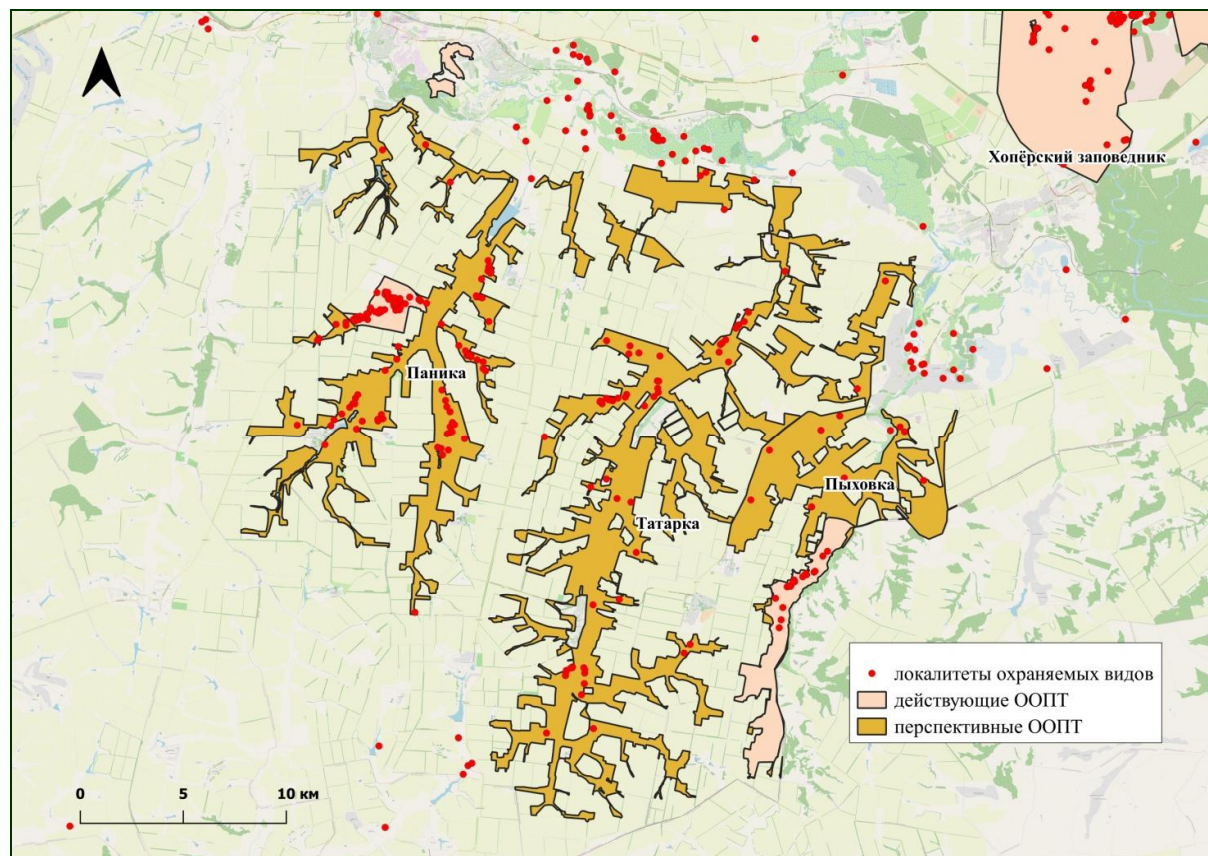 Хопёрский заповедник
Паника
Пыховка
Татарка
локалитеты охраняемых видов
действующие ООПТ
перспективные ООПТ
0 5 10 км